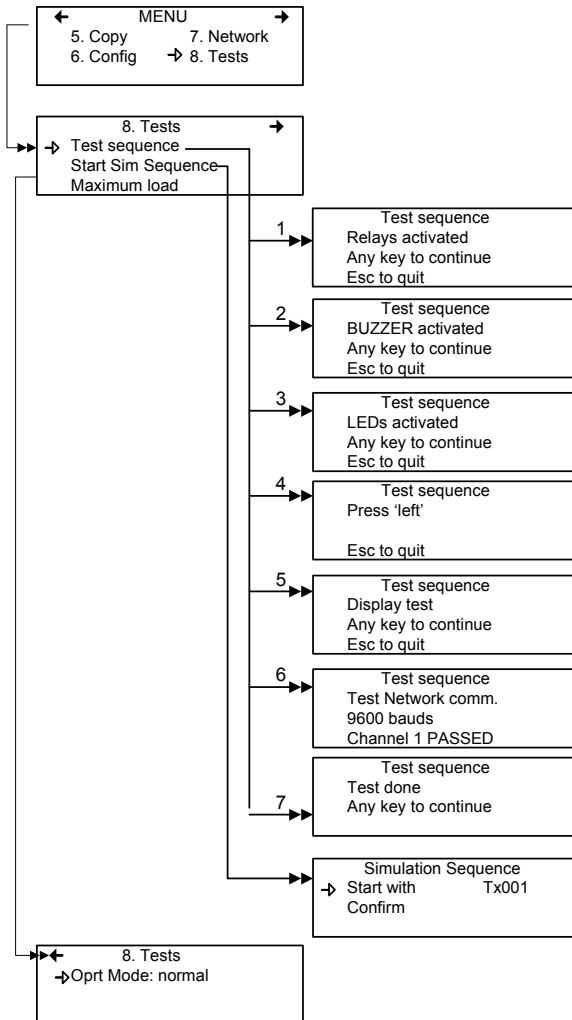 MENU
5. Copy 7. Network
6. Config 8. Tests
8. Tests
Test sequence
Start Sim Sequence
Maximum load
1
Test sequence
Relays activated
Any key to continue
Esc to quit
2
Test sequence
BUZZER activated
Any key to continue
Esc to quit
3
Test sequence
LEDs activated
Any key to continue
Esc to quit
4
Test sequence
Press ‘left’
Esc to quit
5
Test sequence
Display test
Any key to continue
Esc to quit
6
Test sequence
Test Network comm.
9600 bauds
Channel 1 PASSED
7
Test sequence
Test done
Any key to continue
Simulation Sequence
Start with Tx001
Confirm
8. Tests
Oprt Mode: normal